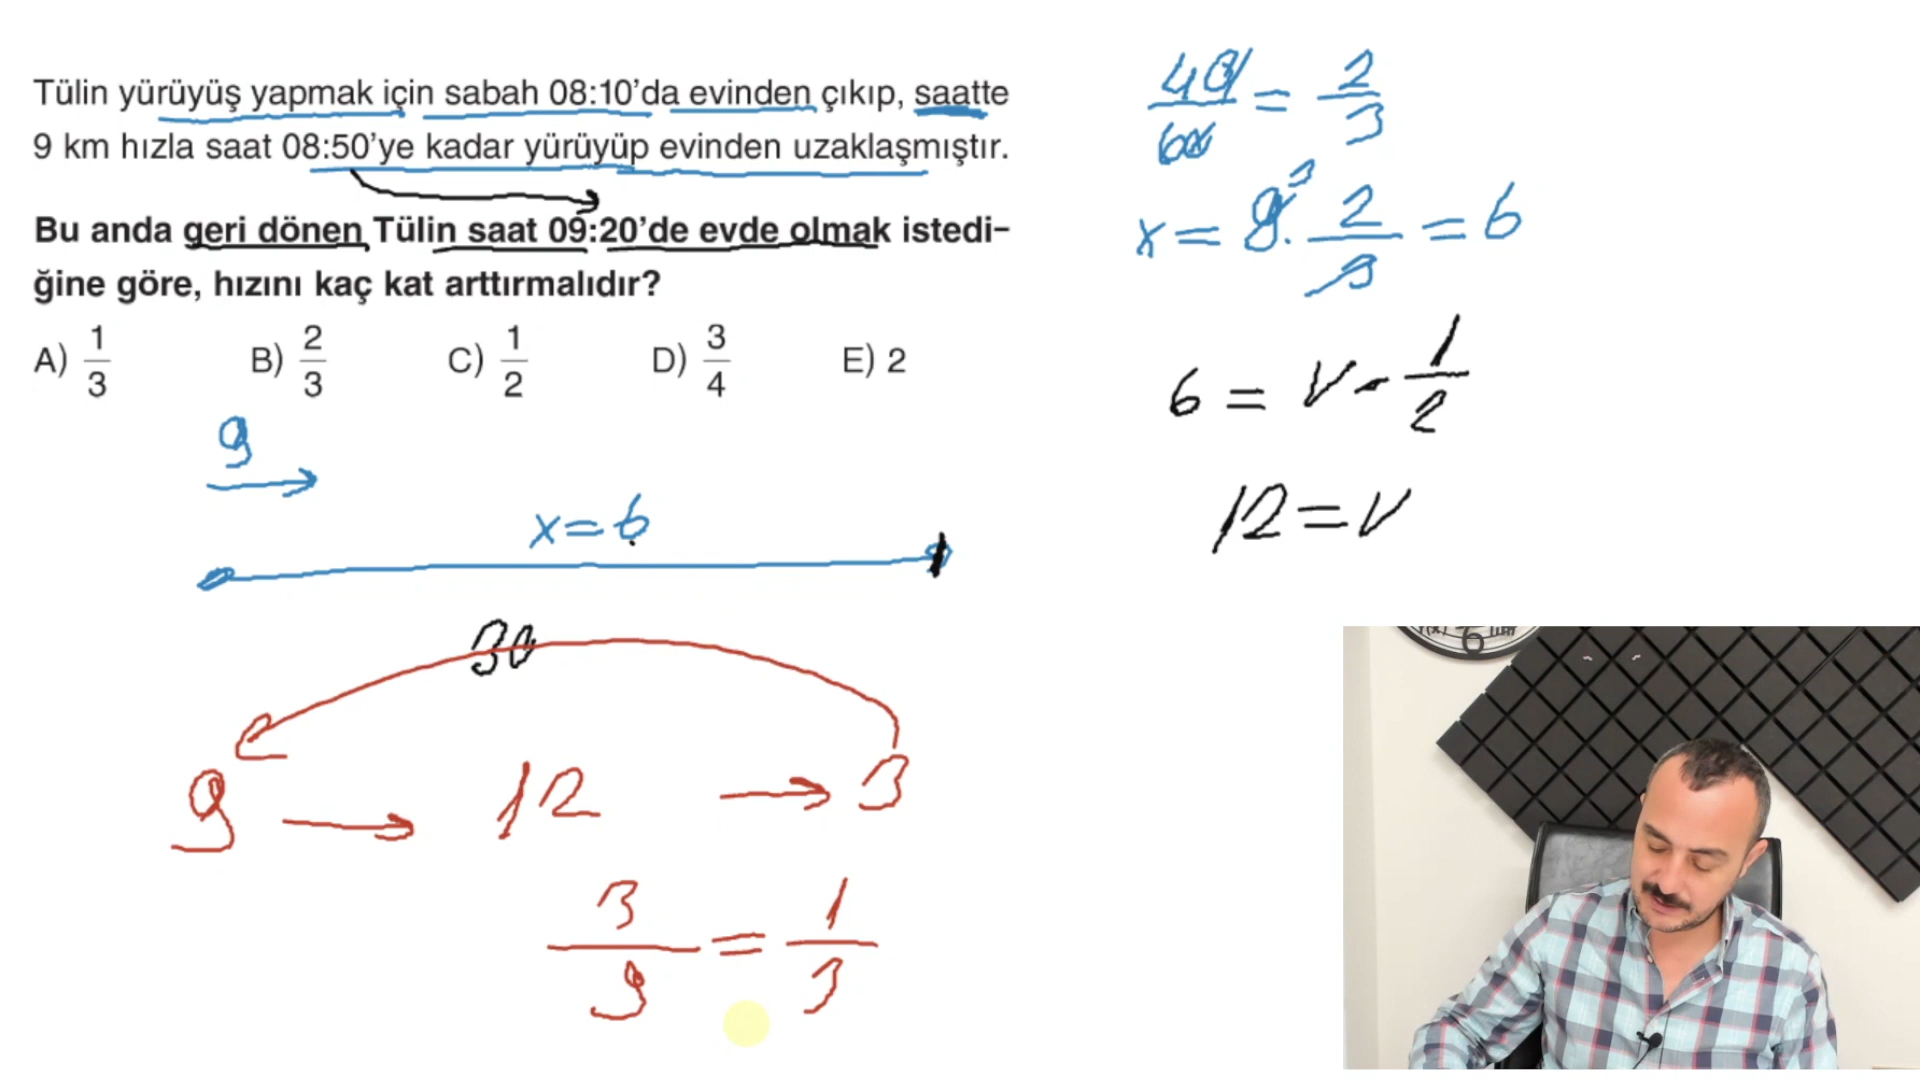 Tülin yürüyüş yapmak için sabah 08:10’da evinden çıkıp, saatte
9 km hızla saat 08:50’ye kadar yürüyüp evinden uzaklaşmıştır.
Bu anda geri dönen Tülin saat 09:20’de evde olmak istedi-
ğine göre, hızını kaç kat arttırmalıdır?
A) 1/3 B) 2/3 C) 1/2 D) 3/4 E) 2
9
x = 6
30
9 → 12 → 3
3/9 = 1/3
40/60 = 2/3
x = 9 . 2/3 = 6
3
6 = V · 1/2
12 = V
6